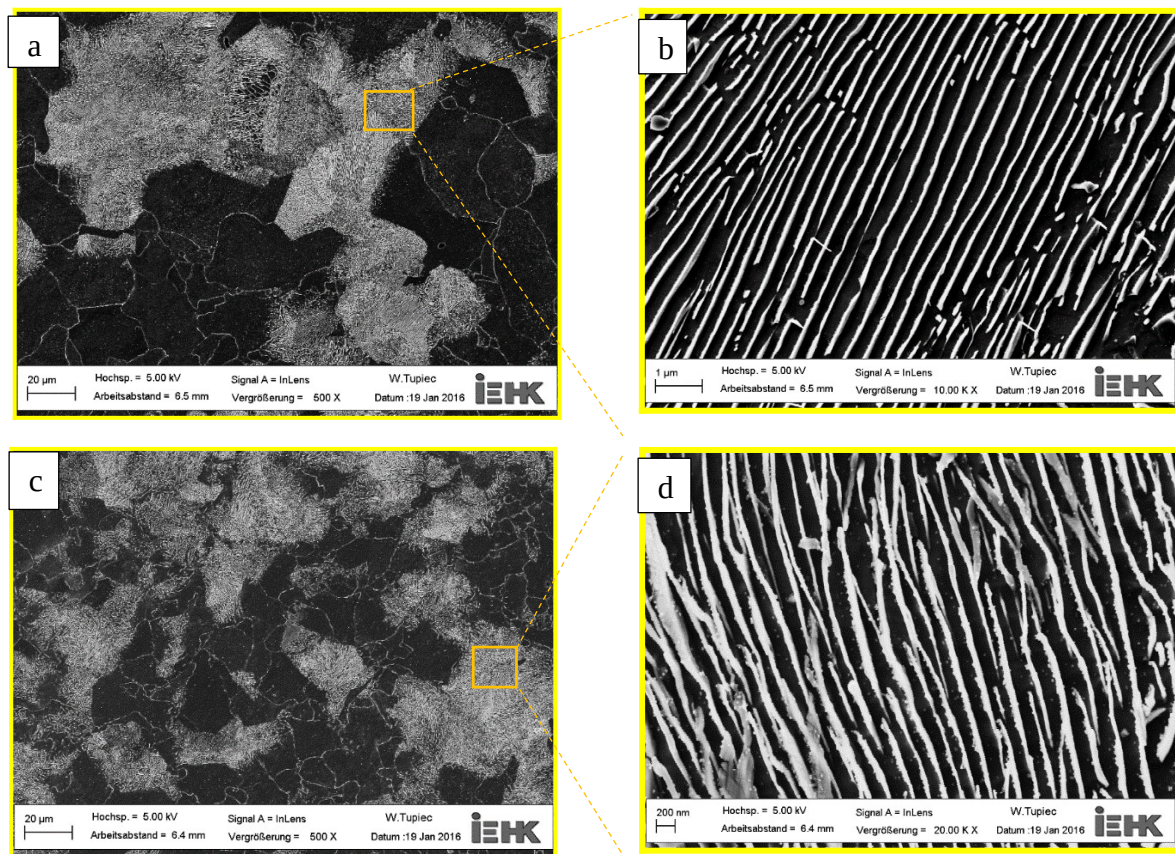 a
20 µm
Hochsp. = 5.00 kV
Signal A = InLens
W.Tupiec
Arbeitsabstand = 6.5 mm
Vergrößerung = 500 X
Datum :19 Jan 2016
iEHK
b
1 µm
Hochsp. = 5.00 kV
Signal A = InLens
W.Tupiec
Arbeitsabstand = 6.5 mm
Vergrößerung = 10.00 K X
Datum :19 Jan 2016
iEHK
c
20 µm
Hochsp. = 5.00 kV
Signal A = InLens
W.Tupiec
Arbeitsabstand = 6.4 mm
Vergrößerung = 500 X
Datum :19 Jan 2016
iEHK
d
200 nm
Hochsp. = 5.00 kV
Signal A = InLens
W.Tupiec
Arbeitsabstand = 6.4 mm
Vergrößerung = 20.00 K X
Datum :19 Jan 2016
iEHK